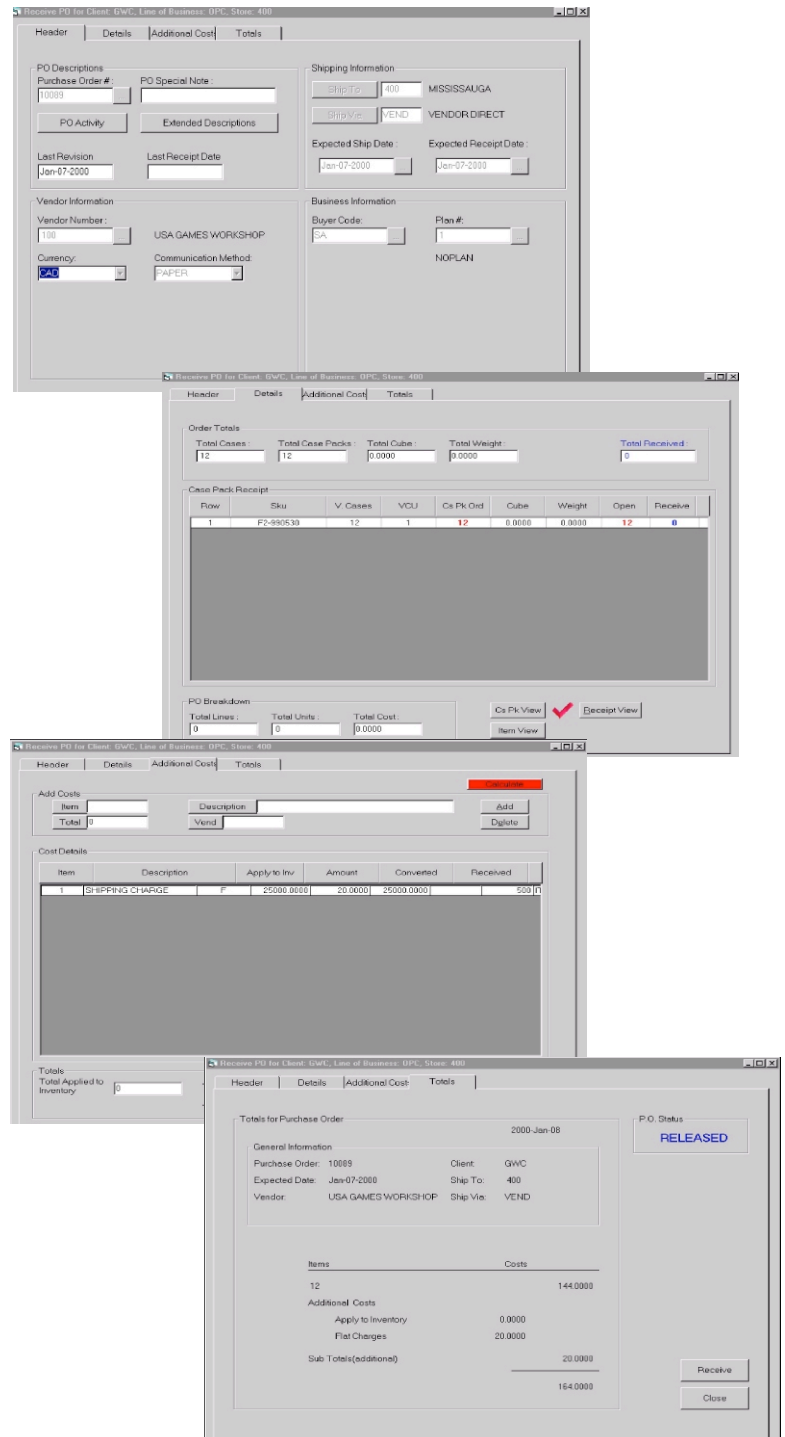 Receive PO for Client: GWC, Line of Business: OPC, Store: 400
Header Details Additional Costs Totals
PO Descriptions
Purchase Order # : PO Special Note :
10089
PO Activity Extended Descriptions
Last Revision Last Receipt Date
Jan-07-2000
Shipping Information
Ship To 400 MISSISSAUGA
Ship Via VEND VENDOR DIRECT
Expected Ship Date : Expected Receipt Date :
Jan-07-2000 Jan-07-2000
Vendor Information
Vendor Number :
100 ... USA GAMES WORKSHOP
Currency: Communication Method:
CAD PAPER
Business Information
Buyer Code: Plan #:
SA 1
NOPLAN
Receive PO for Client: GWC, Line of Business: OPC, Store: 400
Header Details Additional Costs Totals
Order Totals
Total Cases : Total Case Packs : Total Cube : Total Weight : Total Received :
12 12 0.0000 0.0000 0
Case Pack Receipt
Row Sku V. Cases VCU Cs Pk Ord Cube Weight Open Receive
1 F2-990530 12 1 12 0.0000 0.0000 12 0
PO Breakdown
Total Lines : Total Units : Total Cost :
0 0 0.0000
Cs Pk View Receipt View
Item View
Receive PO for Client: GWC, Line of Business: OPC, Store: 400
Header Details Additional Costs Totals
Calculate
Add Costs
Item Description Add
Total 0 Vend Delete
Cost Details
Item Description Apply to Inv Amount Converted Received
1 SHIPPING CHARGE F 25000.0000 20.0000 25000.0000 500
Totals
Total Applied to Inventory 0
Receive PO for Client: GWC, Line of Business: OPC, Store: 400
Header Details Additional Cost Totals
Totals for Purchase Order
2000-Jan-08
P.O. Status
RELEASED
General Information
Purchase Order: 10089 Client: GWC
Expected Date: Jan-07-2000 Ship To: 400
Vendor: USA GAMES WORKSHOP Ship Via: VEND
Items Costs
12 144.0000
Additional Costs
Apply to Inventory 0.0000
Flat Charges 20.0000
Sub Totals(additional) 20.0000
164.0000
Receive
Close